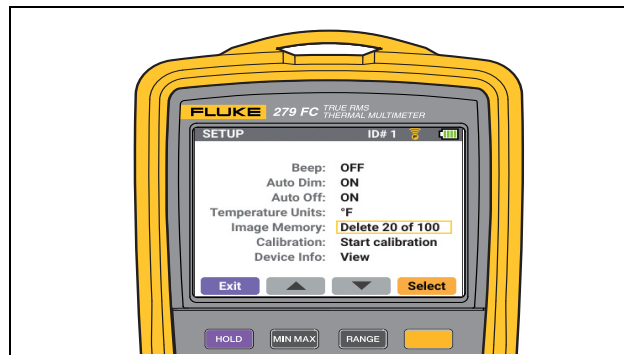 FLUKE 279 FC TRUE RMS
THERMAL MULTIMETER
SETUP ID# 1
Beep: OFF
Auto Dim: ON
Auto Off: ON
Temperature Units: °F
Image Memory: Delete 20 of 100
Calibration: Start calibration
Device Info: View
Exit Select
HOLD MIN MAX RANGE